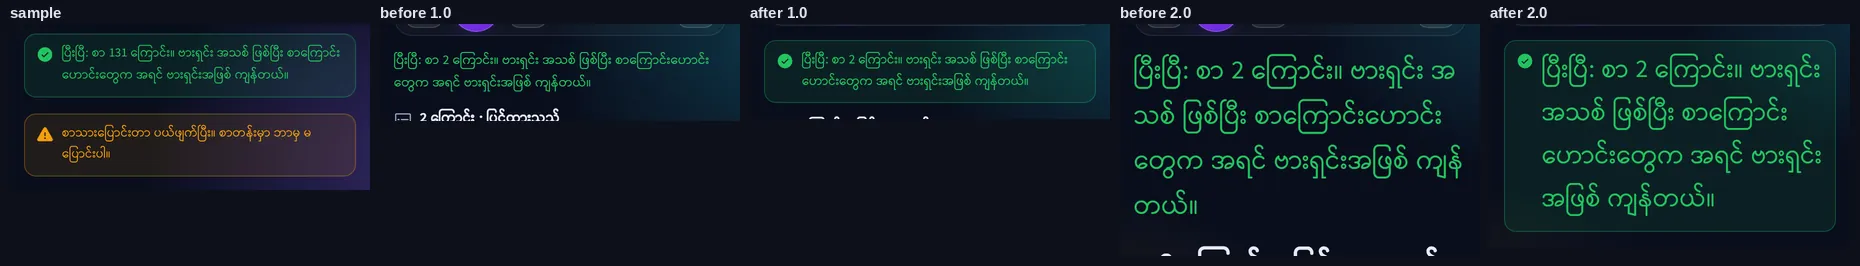 sample
ပြီးပြီ: စာ 131 ကြောင်း။ ဗားရှင်း အသစ် ဖြစ်ပြီး စာကြောင်း
ဟောင်းတွေက အရင် ဗားရှင်းအဖြစ် ကျန်တယ်။
စာသားပြောင်းတာ ပယ်ဖျက်ပြီး။ စာတန်းမှာ ဘာမှ မ
ပြောင်းပါ။
before 1.0
ပြီးပြီ: စာ 2 ကြောင်း။ ဗားရှင်း အသစ် ဖြစ်ပြီး စာကြောင်းဟောင်း
တွေက အရင် ဗားရှင်းအဖြစ် ကျန်တယ်။
after 1.0
ပြီးပြီ: စာ 2 ကြောင်း။ ဗားရှင်း အသစ် ဖြစ်ပြီး စာကြောင်း
ဟောင်းတွေက အရင် ဗားရှင်းအဖြစ် ကျန်တယ်။
before 2.0
ပြီးပြီ: စာ 2 ကြောင်း။ ဗားရှင်း အ
သစ် ဖြစ်ပြီး စာကြောင်းဟောင်း
တွေက အရင် ဗားရှင်းအဖြစ် ကျန်
တယ်။
after 2.0
ပြီးပြီ: စာ 2 ကြောင်း။ ဗားရှင်း
အသစ် ဖြစ်ပြီး စာကြောင်း
ဟောင်းတွေက အရင် ဗားရှင်း
အဖြစ် ကျန်တယ်။